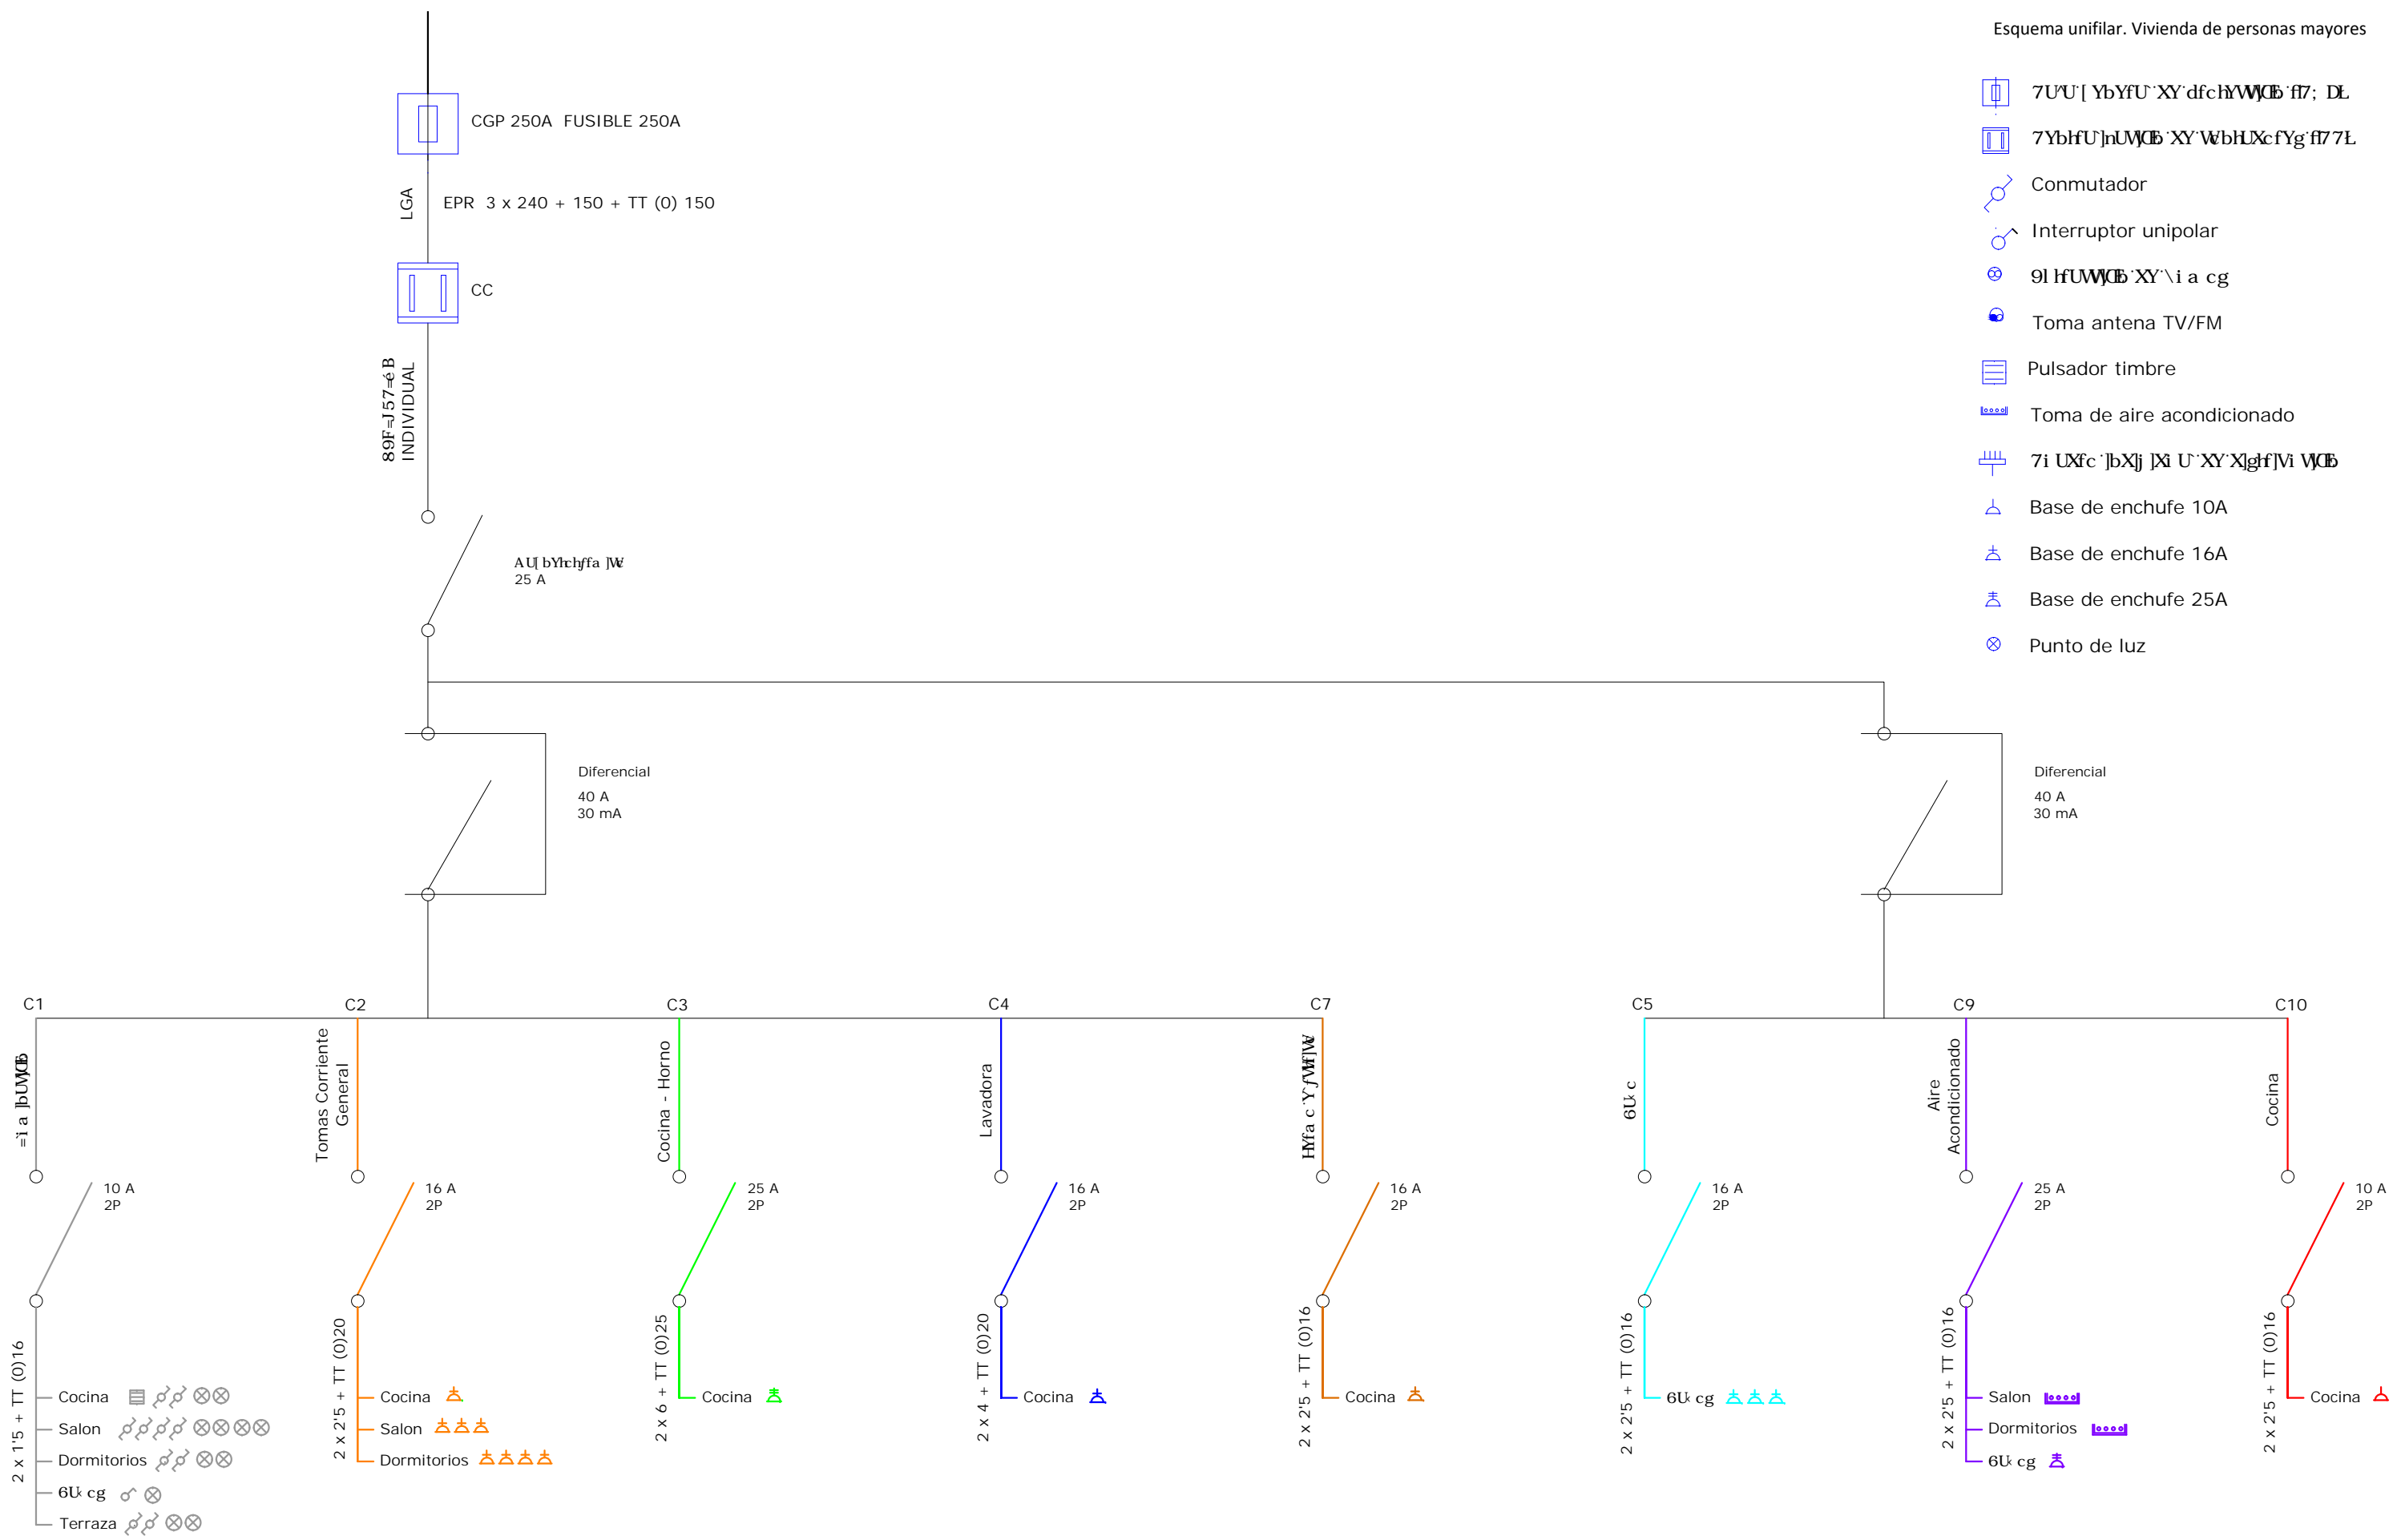 Esquema unifilar. Vivienda de personas mayores
CGP 250A FUSIBLE 250A
LGA
EPR 3 x 240 + 150 + TT (0) 150
CC
INDIVIDUAL
25 A
Conmutador
Interruptor unipolar
Toma antena TV/FM
Pulsador timbre
Toma de aire acondicionado
Base de enchufe 10A
Base de enchufe 16A
Base de enchufe 25A
Punto de luz
Diferencial
40 A
30 mA
Diferencial
40 A
30 mA
C1
10 A
2P
2 x 1'5 + TT (0)16
Cocina
Salon
Dormitorios
Terraza
C2
Tomas Corriente
General
16 A
2P
2 x 2'5 + TT (0)20
Cocina
Salon
Dormitorios
C3
Cocina - Horno
25 A
2P
2 x 6 + TT (0)25
Cocina
C4
Lavadora
16 A
2P
2 x 4 + TT (0)20
Cocina
C7
16 A
2P
2 x 2'5 + TT (0)16
Cocina
C5
16 A
2P
2 x 2'5 + TT (0)16
C9
Aire
Acondicionado
25 A
2P
2 x 2'5 + TT (0)16
Salon
Dormitorios
C10
Cocina
10 A
2P
2 x 2'5 + TT (0)16
Cocina